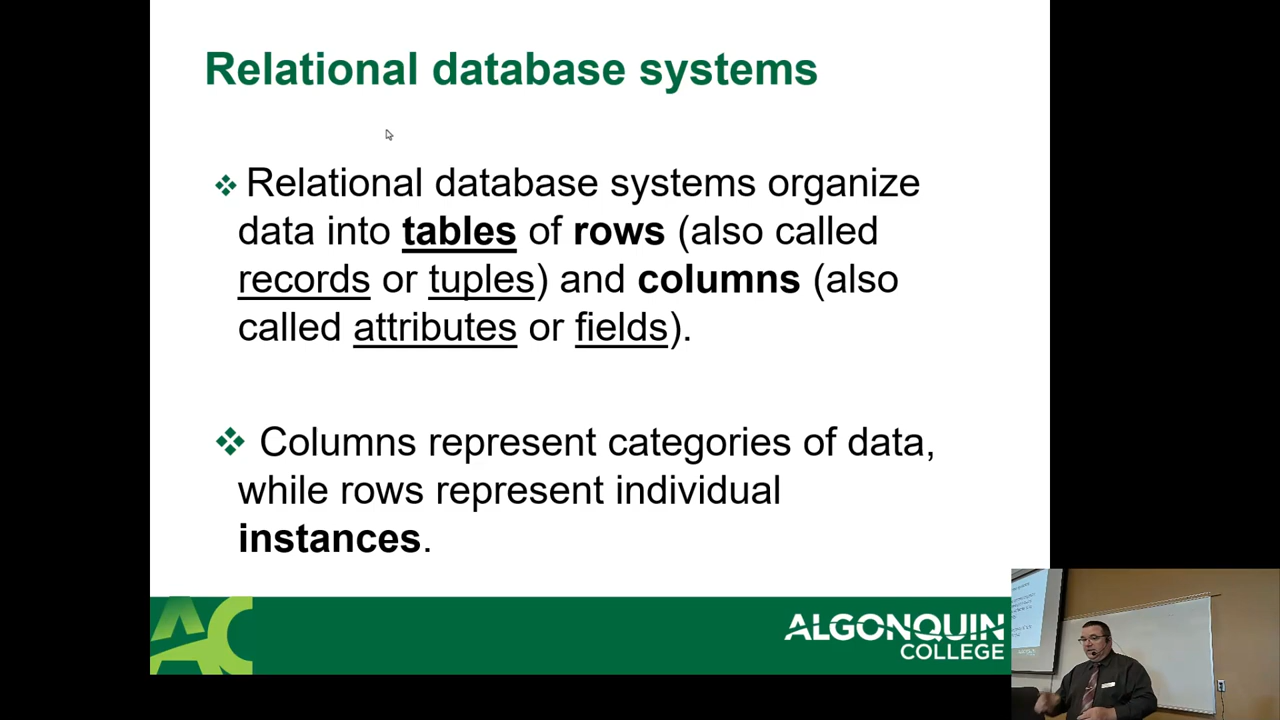 Relational database systems
❖ Relational database systems organize
data into tables of rows (also called
records or tuples) and columns (also
called attributes or fields).
❖ Columns represent categories of data,
while rows represent individual
instances.
AC
ALGONQUIN
COLLEGE